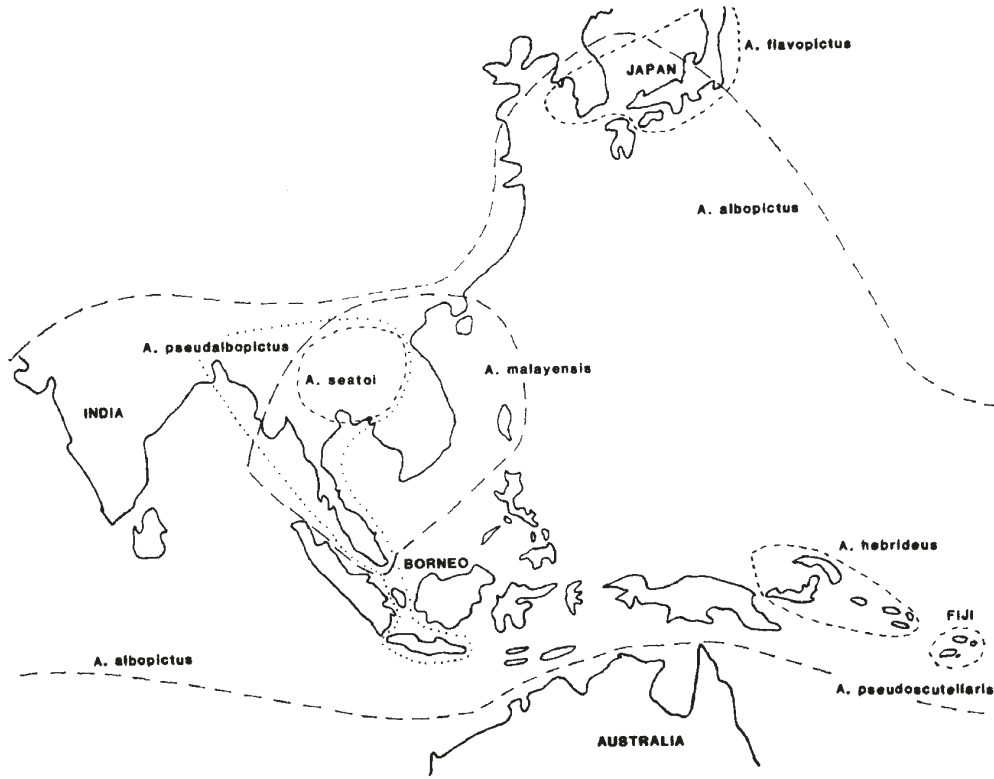 A. flavopictus
JAPAN
A. albopictus
A. pseudalbopictus
A. seatoi
A. malayensis
INDIA
BORNEO
A. hebrideus
FIJI
A. albopictus
A. pseudoscutellaris
AUSTRALIA